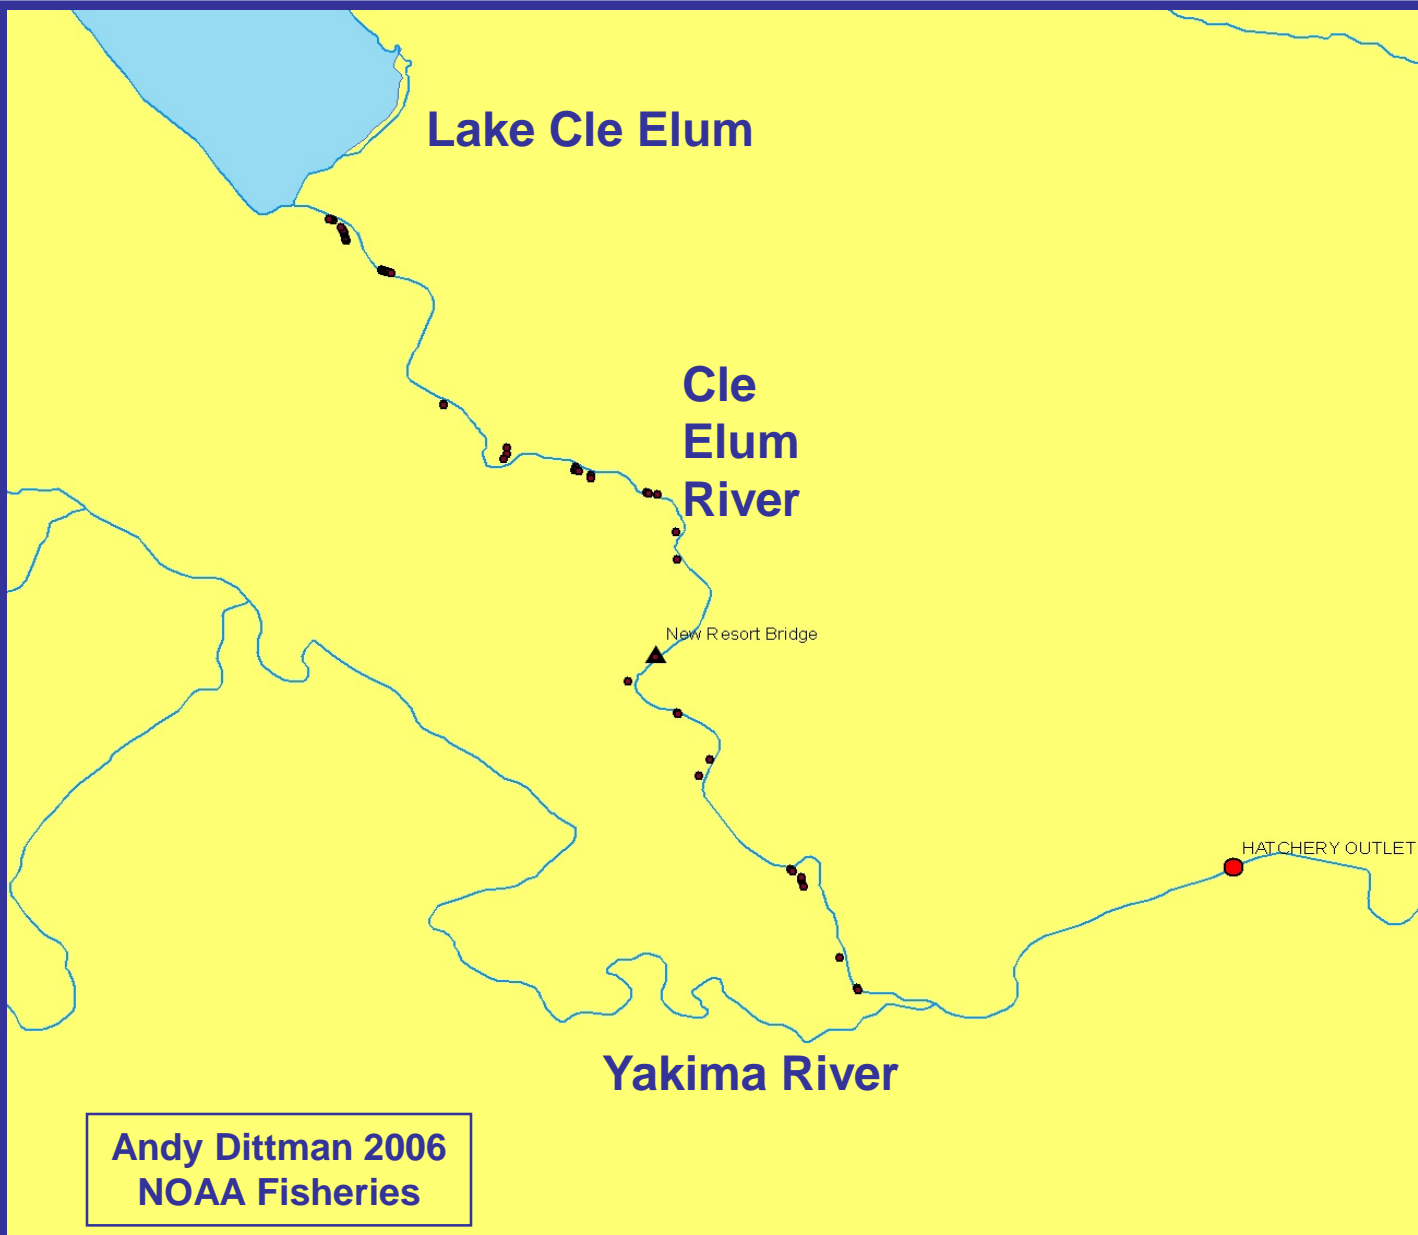 Lake Cle Elum
Cle
Elum
River
New Resort Bridge
HATCHERY OUTLET
Yakima River
Andy Dittman 2006
NOAA Fisheries